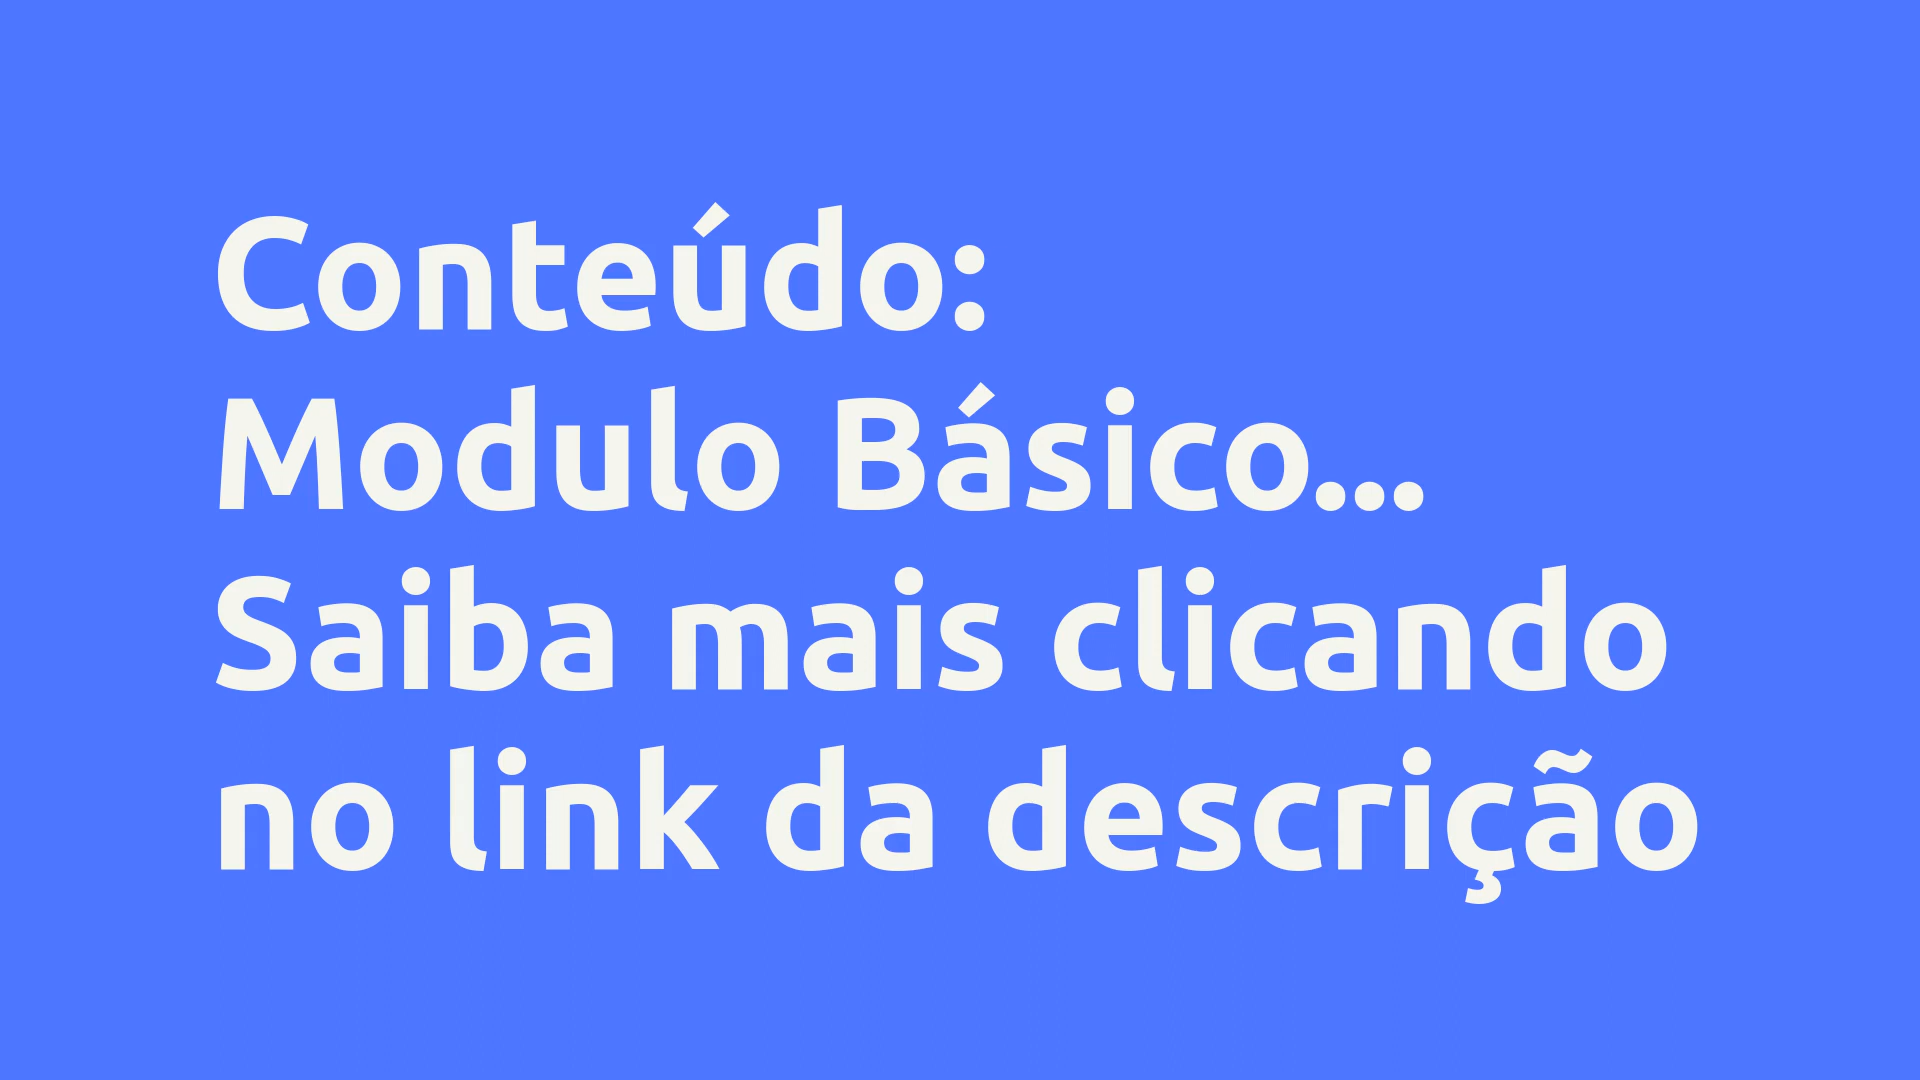 Conteúdo:
Modulo Básico...
Saiba mais clicando
no link da descrição